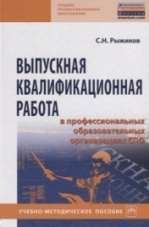 СРЕДНЕЕ
ПРОФЕССИОНАЛЬНОЕ
ОБРАЗОВАНИЕ
С.Н. Рыжиков
ВЫПУСКНАЯ
КВАЛИФИКАЦИОННАЯ
РАБОТА
в профессиональных
образовательных
организациях СПО
УЧЕБНО-МЕТОДИЧЕСКОЕ ПОСОБИЕ